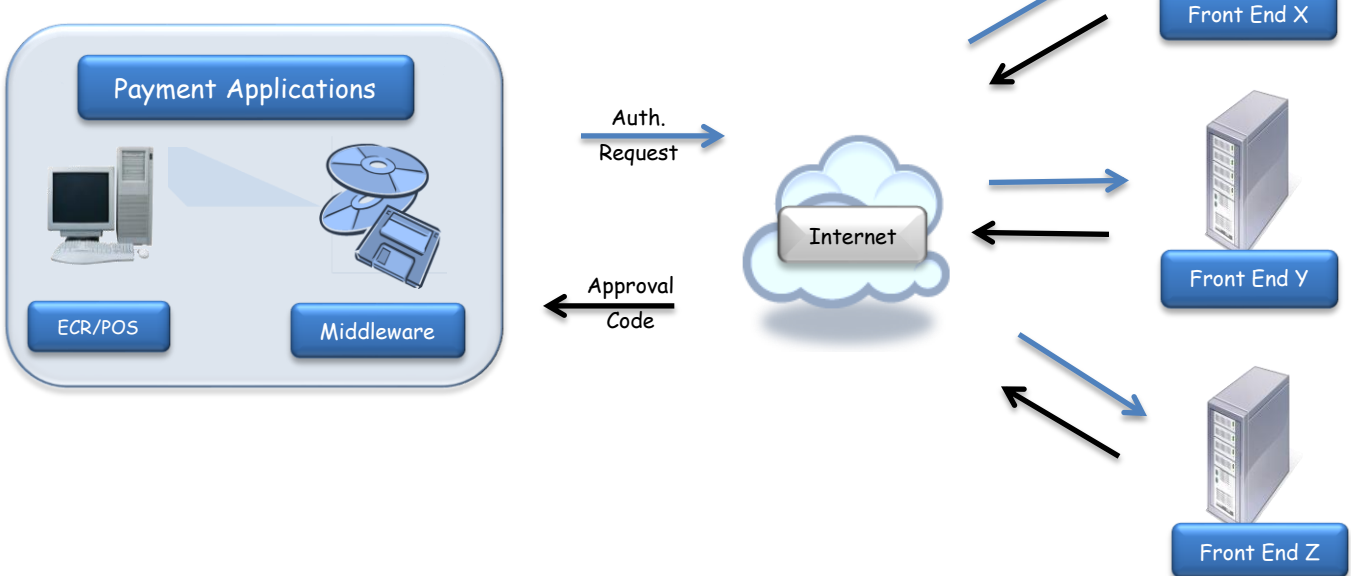 Front End X
Payment Applications
Auth.
Request
Internet
Front End Y
Approval
Code
ECR/POS
Middleware
Front End Z